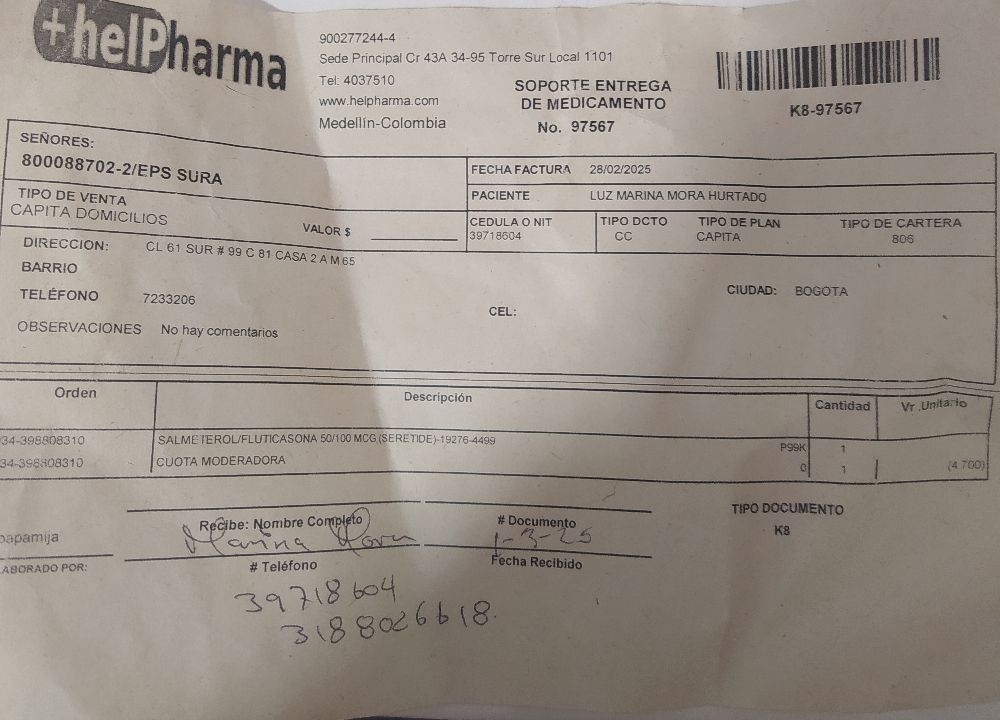 +helPharma
900277244-4
Sede Principal Cr 43A 34-95 Torre Sur Local 1101
Tel: 4037510
www.helpharma.com
Medellín-Colombia
SOPORTE ENTREGA
DE MEDICAMENTO
No. 97567
K8-97567
SEÑORES:
800088702-2/EPS SURA
FECHA FACTURA 28/02/2025
PACIENTE LUZ MARINA MORA HURTADO
TIPO DE VENTA
CAPITA DOMICILIOS
VALOR $
CEDULA O NIT TIPO DCTO TIPO DE PLAN TIPO DE CARTERA
39718604 CC CAPITA 806
DIRECCION: CL 61 SUR # 99 C 81 CASA 2 A M 65
BARRIO
TELÉFONO 7233206
CEL:
CIUDAD: BOGOTA
OBSERVACIONES No hay comentarios
Orden Descripción Cantidad Vr .Unitario
34-398808310 SALMETEROL/FLUTICASONA 50/100 MCG (SERETIDE)-19276-4499 P99K 1
34-398808310 CUOTA MODERADORA 0 1 (4 700)
Recibe: Nombre Completo # Documento
TIPO DOCUMENTO
K8
papamija
Marina Mora 1-3-25
ABORADO POR:
# Teléfono Fecha Recibido
39718604
3188026618